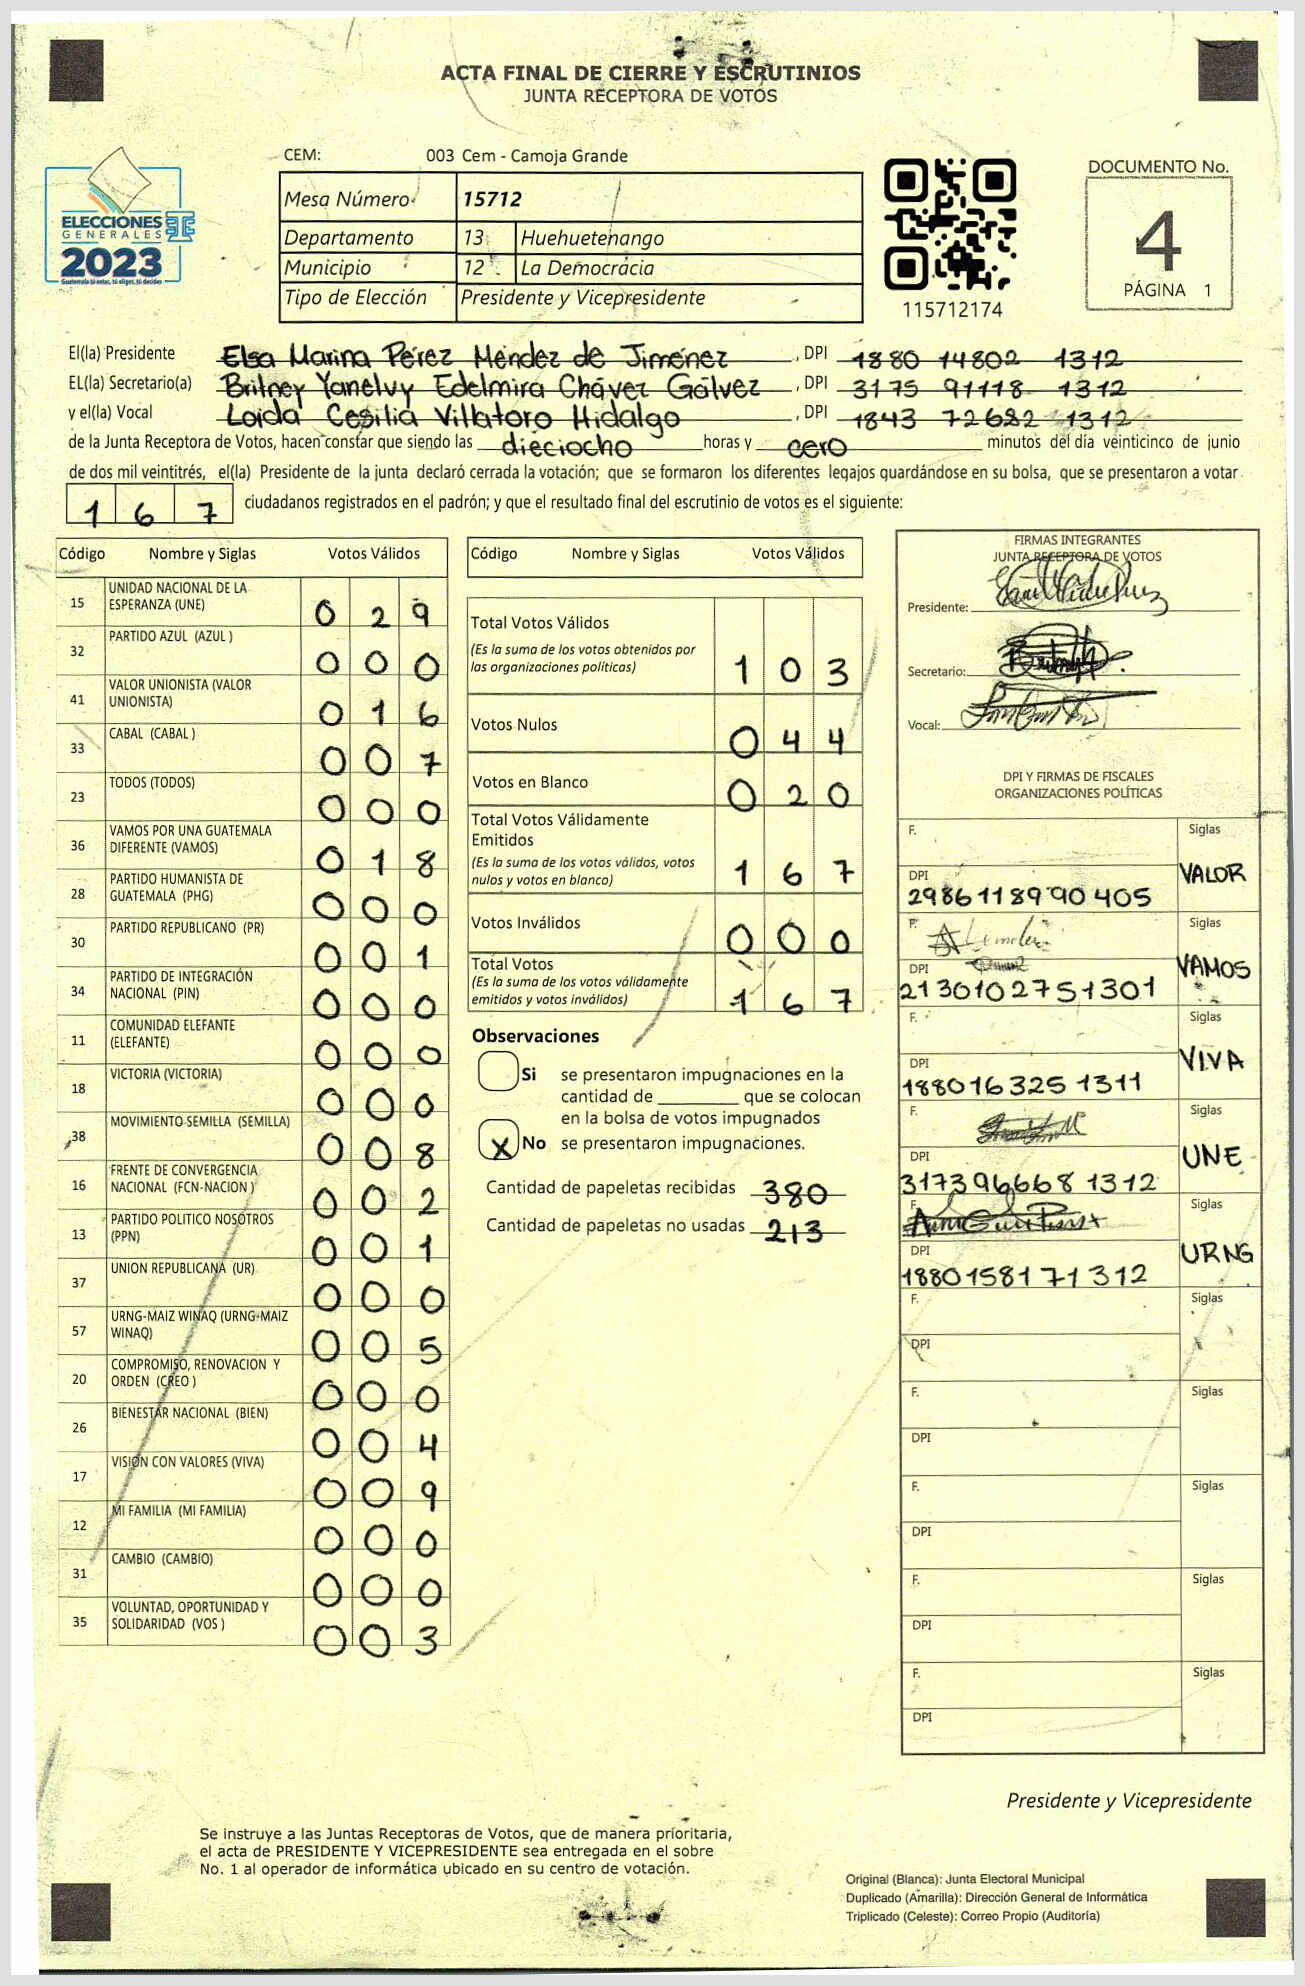 ACTA FINAL DE CIERRE Y ESCRUTINIOS
JUNTA RECEPTORA DE VOTOS
CEM: 003 Cem - Camoja Grande
Mesa Número 15712
Departamento 13 Huehuetenango
Municipio 12 La Democracia
Tipo de Elección Presidente y Vicepresidente
ELECCIONES
GENERALES
2023
Guatemala tú votas, tú eliges, tú decides
115712174
DOCUMENTO No.
4
PÁGINA 1
El(la) Presidente Elsa Marina Pérez Méndez de Jiménez, DPI 1880 14802 1312
EL(la) Secretario(a) Britney Yanelvy Edelmira Chávez Gálvez, DPI 3175 91118 1312
y el(la) Vocal Loida Cesilia Villatoro Hidalgo, DPI 1843 72682 1312
de la Junta Receptora de Votos, hacen constar que siendo las dieciocho horas y cero minutos del día veinticinco de junio
de dos mil veintitrés, el(la) Presidente de la junta declaró cerrada la votación; que se formaron los diferentes legajos guardándose en su bolsa, que se presentaron a votar
1 6 7 ciudadanos registrados en el padrón; y que el resultado final del escrutinio de votos es el siguiente:
Código Nombre y Siglas Votos Válidos
15 UNIDAD NACIONAL DE LA ESPERANZA (UNE) 0 2 9
32 PARTIDO AZUL (AZUL ) 0 0 0
41 VALOR UNIONISTA (VALOR UNIONISTA) 0 1 6
33 CABAL (CABAL ) 0 0 7
23 TODOS (TODOS) 0 0 0
36 VAMOS POR UNA GUATEMALA DIFERENTE (VAMOS) 0 1 8
28 PARTIDO HUMANISTA DE GUATEMALA (PHG) 0 0 0
30 PARTIDO REPUBLICANO (PR) 0 0 1
34 PARTIDO DE INTEGRACIÓN NACIONAL (PIN) 0 0 0
11 COMUNIDAD ELEFANTE (ELEFANTE) 0 0 0
18 VICTORIA (VICTORIA) 0 0 0
38 MOVIMIENTO SEMILLA (SEMILLA) 0 0 8
16 FRENTE DE CONVERGENCIA NACIONAL (FCN-NACION ) 0 0 2
13 PARTIDO POLITICO NOSOTROS (PPN) 0 0 1
37 UNION REPUBLICANA (UR) 0 0 0
57 URNG-MAIZ WINAQ (URNG-MAIZ WINAQ) 0 0 5
20 COMPROMISO, RENOVACION Y ORDEN (CREO ) 0 0 0
26 BIENESTAR NACIONAL (BIEN) 0 0 4
17 VISION CON VALORES (VIVA) 0 0 9
12 MI FAMILIA (MI FAMILIA) 0 0 0
31 CAMBIO (CAMBIO) 0 0 0
35 VOLUNTAD, OPORTUNIDAD Y SOLIDARIDAD (VOS ) 0 0 3
Código Nombre y Siglas Votos Válidos
Total Votos Válidos
(Es la suma de los votos obtenidos por
las organizaciones políticas) 1 0 3
Votos Nulos 0 4 4
Votos en Blanco 0 2 0
Total Votos Válidamente
Emitidos
(Es la suma de los votos válidos, votos
nulos y votos en blanco) 1 6 7
Votos Inválidos 0 0 0
Total Votos
(Es la suma de los votos válidamente
emitidos y votos inválidos) 1 6 7
Observaciones
Si se presentaron impugnaciones en la
cantidad de ________ que se colocan
en la bolsa de votos impugnados
X No se presentaron impugnaciones.
Cantidad de papeletas recibidas 380
Cantidad de papeletas no usadas 213
FIRMAS INTEGRANTES
JUNTA RECEPTORA DE VOTOS
Presidente:
Secretario:
Vocal:
DPI Y FIRMAS DE FISCALES
ORGANIZACIONES POLÍTICAS
F. Siglas
DPI 2986118990405 VALOR
F. Siglas
DPI 2130102751301 VAMOS
F. Siglas
DPI 1880163251311 VIVA
F. Siglas
DPI 3173966681312 UNE
F. Siglas
DPI 1880158171312 URNG
F. Siglas
DPI
F. Siglas
DPI
F. Siglas
DPI
F. Siglas
DPI
F. Siglas
DPI
Presidente y Vicepresidente
Se instruye a las Juntas Receptoras de Votos, que de manera prioritaria,
el acta de PRESIDENTE Y VICEPRESIDENTE sea entregada en el sobre
No. 1 al operador de informática ubicado en su centro de votación.
Original (Blanca): Junta Electoral Municipal
Duplicado (Amarilla): Dirección General de Informática
Triplicado (Celeste): Correo Propio (Auditoría)